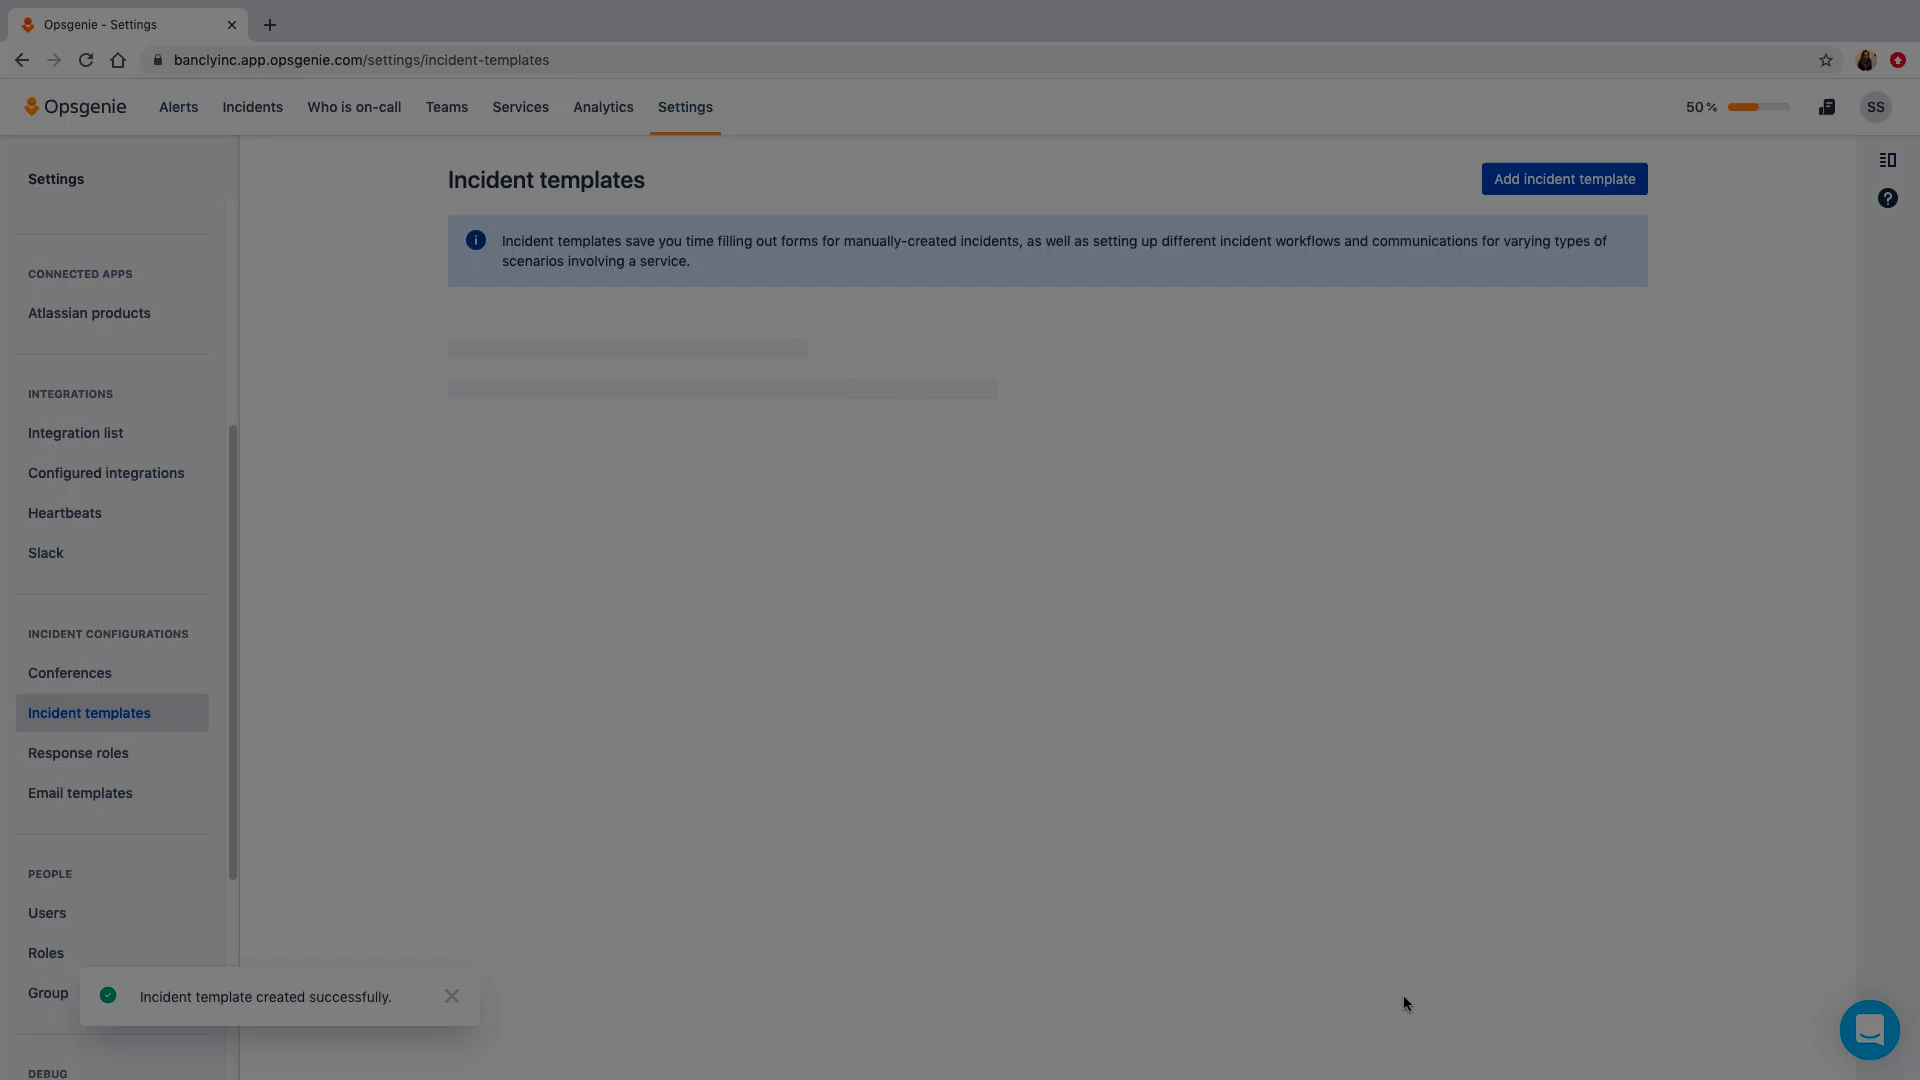 Opsgenie - Settings
banclyinc.app.opsgenie.com/settings/incident-templates
Opsgenie
Alerts
Incidents
Who is on-call
Teams
Services
Analytics
Settings
50 %
SS
Settings
CONNECTED APPS
Atlassian products
INTEGRATIONS
Integration list
Configured integrations
Heartbeats
Slack
INCIDENT CONFIGURATIONS
Conferences
Incident templates
Response roles
Email templates
PEOPLE
Users
Roles
Group
DEBUG
Incident templates
Add incident template
Incident templates save you time filling out forms for manually-created incidents, as well as setting up different incident workflows and communications for varying types of
scenarios involving a service.
Incident template created successfully.